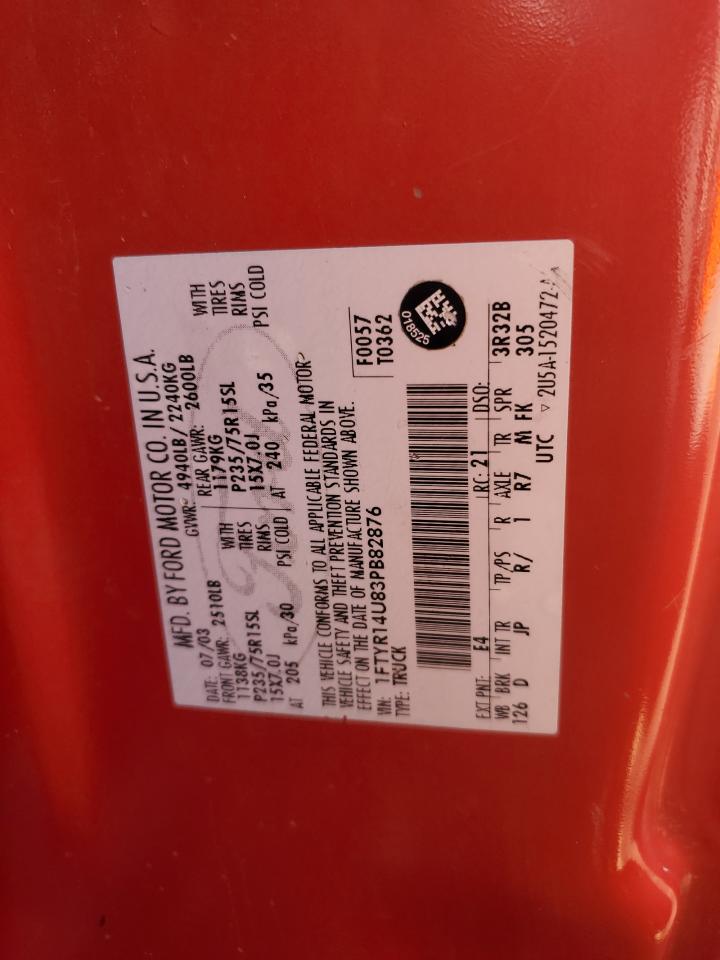 MFD. BY FORD MOTOR CO. IN U.S.A.
DATE: 07/03 GVWR: 4940LB / 2240KG
FRONT GAWR: 2510LB REAR GAWR: 2600LB
1138KG WITH 1179KG WITH
P235/75R15SL TIRES P235/75R15SL TIRES
15X7.0J RIMS 15X7.0J RIMS
AT 205 kPa/30 PSI COLD AT 240 kPa/35 PSI COLD
THIS VEHICLE CONFORMS TO ALL APPLICABLE FEDERAL MOTOR
VEHICLE SAFETY AND THEFT PREVENTION STANDARDS IN
EFFECT ON THE DATE OF MANUFACTURE SHOWN ABOVE.
VIN: 1FTYR14U83PB82876 F0057
TYPE: TRUCK T0362
018525
EXT PNT: E4 RC: 21 DSO:
WB BRK INT TR TP/PS R AXLE TR SPR 3R32B
126 D JP R/ 1 R7 M FK 305
UTC ▽ 2U5A-1520472-AA